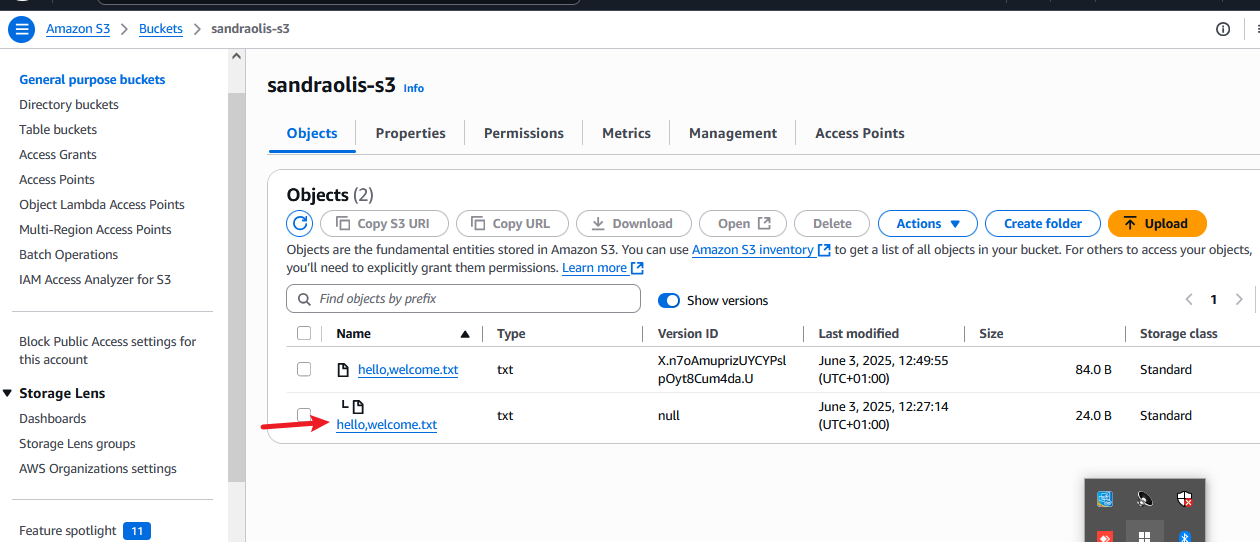 Amazon S3 > Buckets > sandraolis-s3
General purpose buckets
Directory buckets
Table buckets
Access Grants
Access Points
Object Lambda Access Points
Multi-Region Access Points
Batch Operations
IAM Access Analyzer for S3
Block Public Access settings for
this account
Storage Lens
Dashboards
Storage Lens groups
AWS Organizations settings
Feature spotlight 11
sandraolis-s3 Info
Objects Properties Permissions Metrics Management Access Points
Objects (2)
Copy S3 URI Copy URL Download Open Delete Actions Create folder Upload
Objects are the fundamental entities stored in Amazon S3. You can use Amazon S3 inventory to get a list of all objects in your bucket. For others to access your objects,
you'll need to explicitly grant them permissions. Learn more
Find objects by prefix Show versions 1
Name Type Version ID Last modified Size Storage class
hello,welcome.txt txt X.n7oAmuprizUYCYPsl June 3, 2025, 12:49:55 84.0 B Standard
pOyt8Cum4da.U (UTC+01:00)
hello,welcome.txt txt null June 3, 2025, 12:27:14 24.0 B Standard
(UTC+01:00)